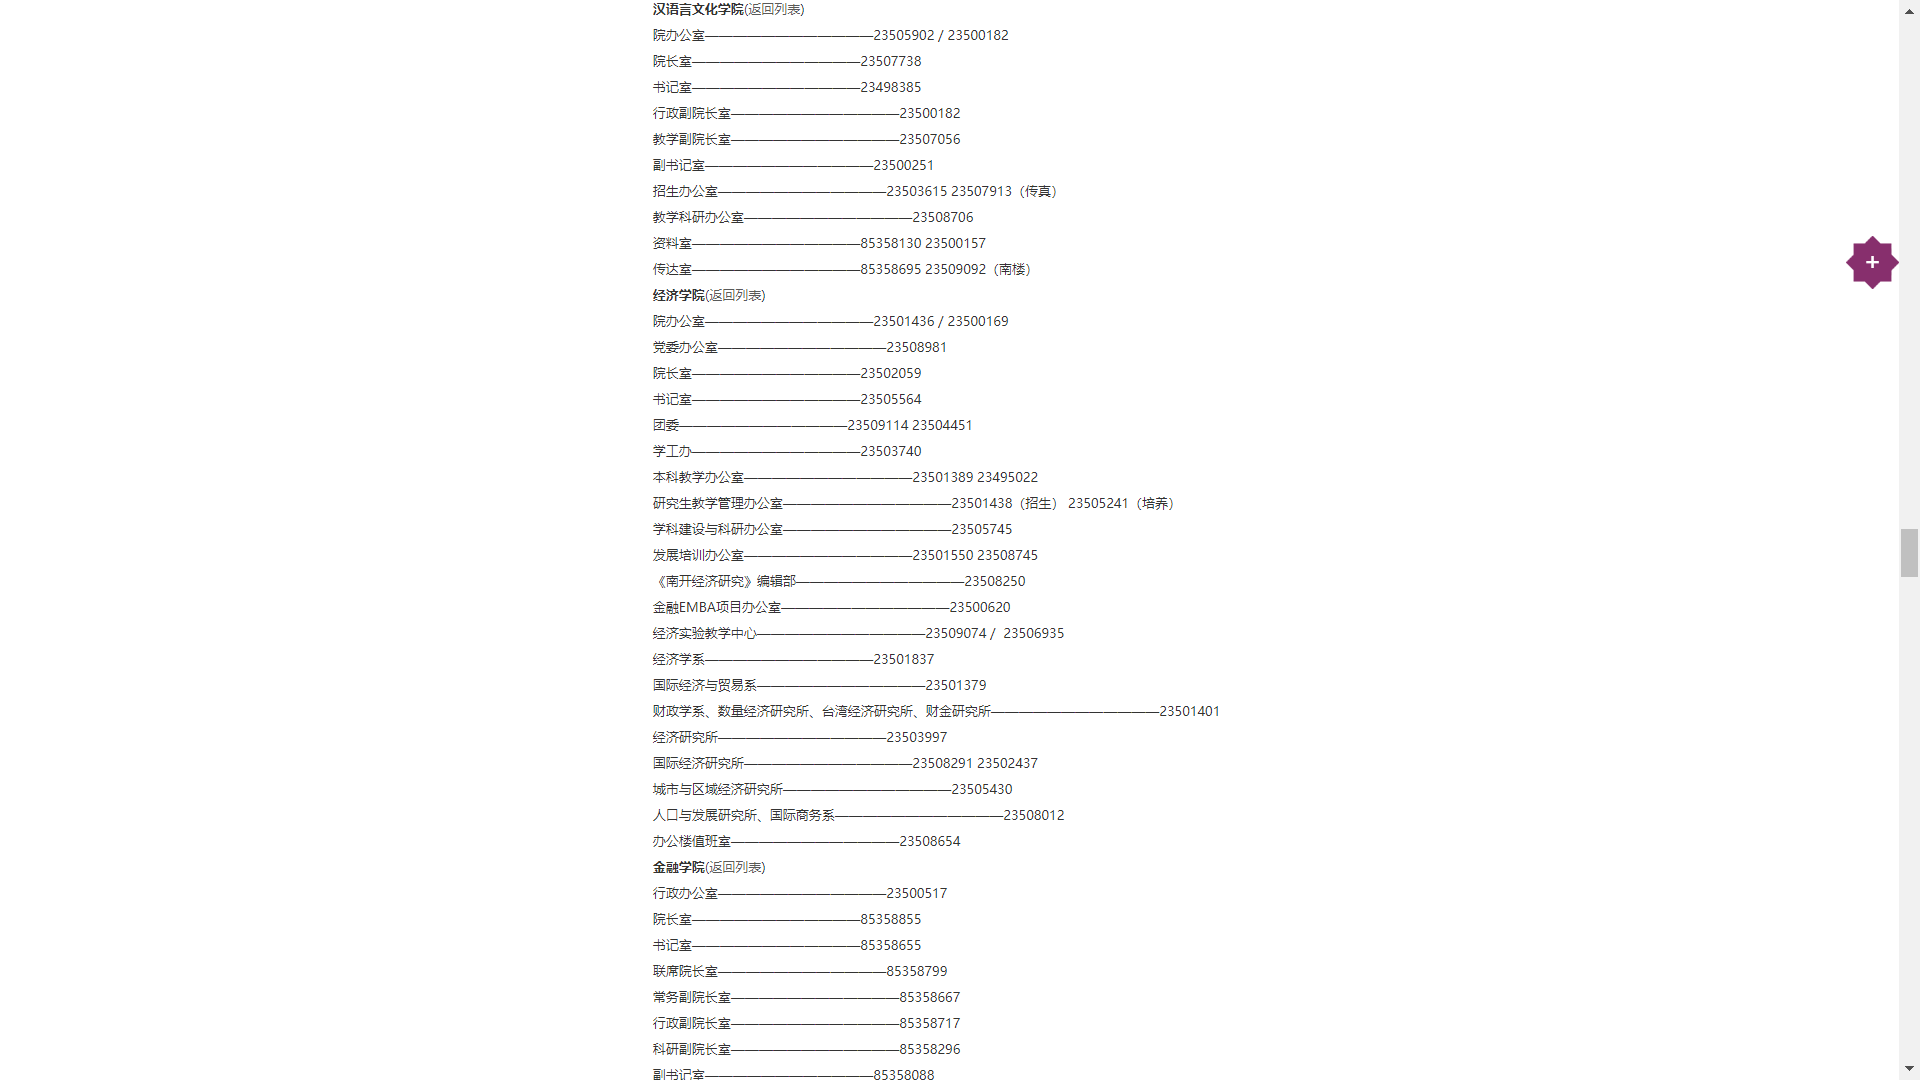 汉语言文化学院(返回列表)
院办公室————————————23505902 / 23500182
院长室————————————23507738
书记室————————————23498385
行政副院长室————————————23500182
教学副院长室————————————23507056
副书记室————————————23500251
招生办公室————————————23503615 23507913（传真）
教学科研办公室————————————23508706
资料室————————————85358130 23500157
传达室————————————85358695 23509092（南楼）
经济学院(返回列表)
院办公室————————————23501436 / 23500169
党委办公室————————————23508981
院长室————————————23502059
书记室————————————23505564
团委————————————23509114 23504451
学工办————————————23503740
本科教学办公室————————————23501389 23495022
研究生教学管理办公室————————————23501438（招生） 23505241（培养）
学科建设与科研办公室————————————23505745
发展培训办公室————————————23501550 23508745
《南开经济研究》编辑部————————————23508250
金融EMBA项目办公室————————————23500620
经济实验教学中心————————————23509074 / 23506935
经济学系————————————23501837
国际经济与贸易系————————————23501379
财政学系、数量经济研究所、台湾经济研究所、财金研究所————————————23501401
经济研究所————————————23503997
国际经济研究所————————————23508291 23502437
城市与区域经济研究所————————————23505430
人口与发展研究所、国际商务系————————————23508012
办公楼值班室————————————23508654
金融学院(返回列表)
行政办公室————————————23500517
院长室————————————85358855
书记室————————————85358655
联席院长室————————————85358799
常务副院长室————————————85358667
行政副院长室————————————85358717
科研副院长室————————————85358296
副书记室————————————85358088